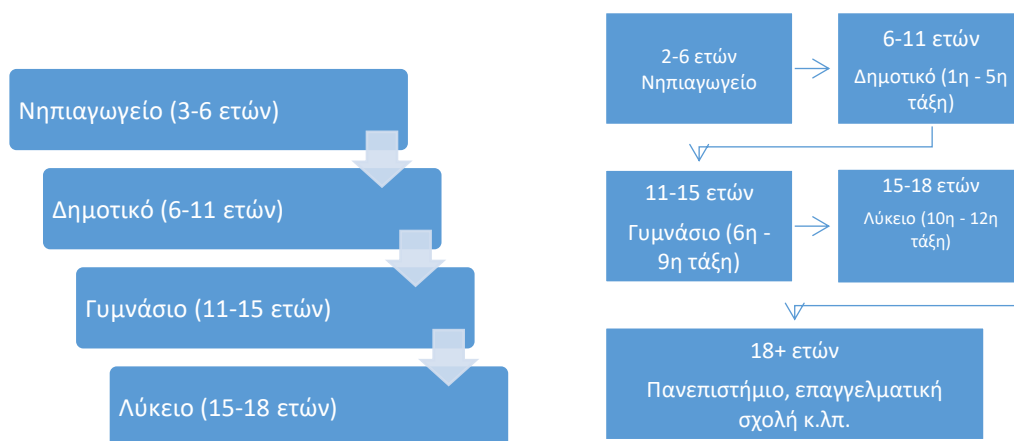 Νηπιαγωγείο (3-6 ετών)
Δημοτικό (6-11 ετών)
Γυμνάσιο (11-15 ετών)
Λύκειο (15-18 ετών)
2-6 ετών
Νηπιαγωγείο
6-11 ετών
Δημοτικό (1η - 5η
τάξη)
11-15 ετών
Γυμνάσιο (6η -
9η τάξη)
15-18 ετών
Λύκειο (10η - 12η
τάξη)
18+ ετών
Πανεπιστήμιο, επαγγελματική
σχολή κ.λπ.